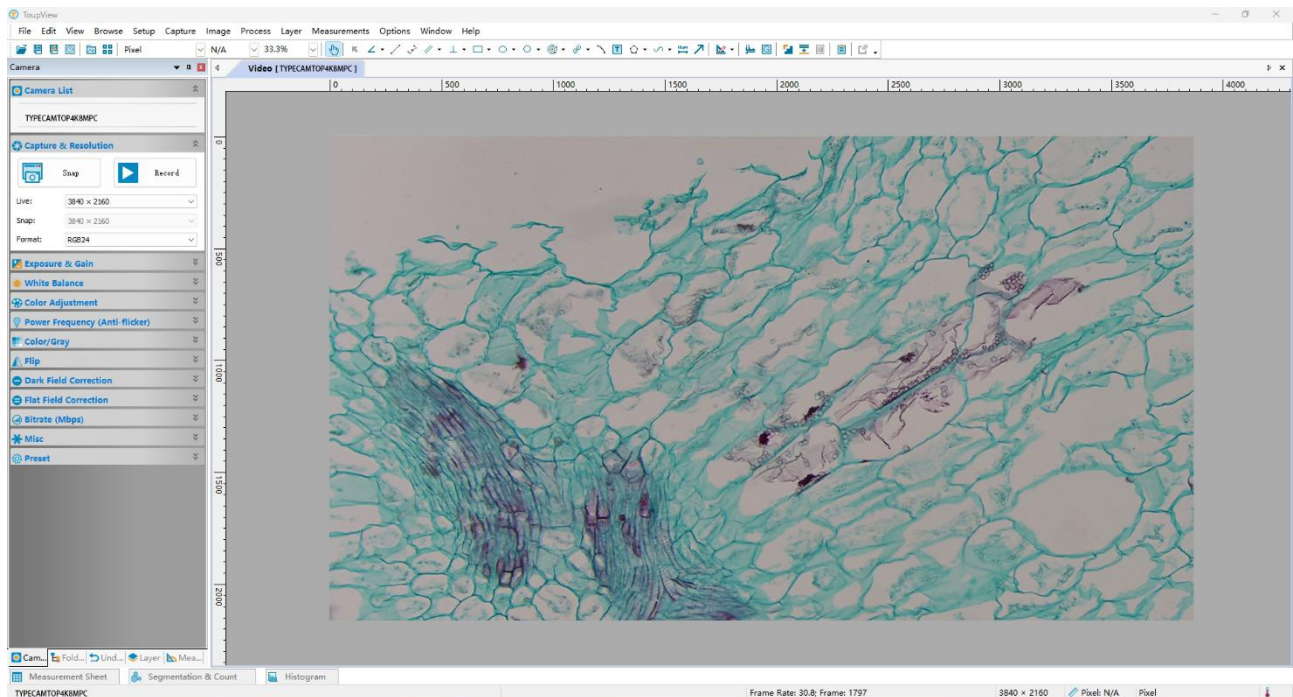 ToupView
File Edit View Browse Setup Capture Image Process Layer Measurements Options Window Help
Pixel N/A 33.3%
Camera
Video [TYPECAMTOP4K8MPC]
Camera List
TYPECAMTOP4K8MPC
Capture & Resolution
Snap Record
Live: 3840 × 2160
Snap: 3840 × 2160
Format: RGB24
Exposure & Gain
White Balance
Color Adjustment
Power Frequency (Anti-flicker)
Color/Gray
Flip
Dark Field Correction
Flat Field Correction
Bitrate (Mbps)
Misc
Preset
0 500 1000 1500 2000 2500 3000 3500 4000
0
500
1000
1500
2000
Cam... Fold... Und... Layer Mea...
Measurement Sheet Segmentation & Count Histogram
TYPECAMTOP4K8MPC Frame Rate: 30.8; Frame: 1797 3840 × 2160 Pixel: N/A Pixel